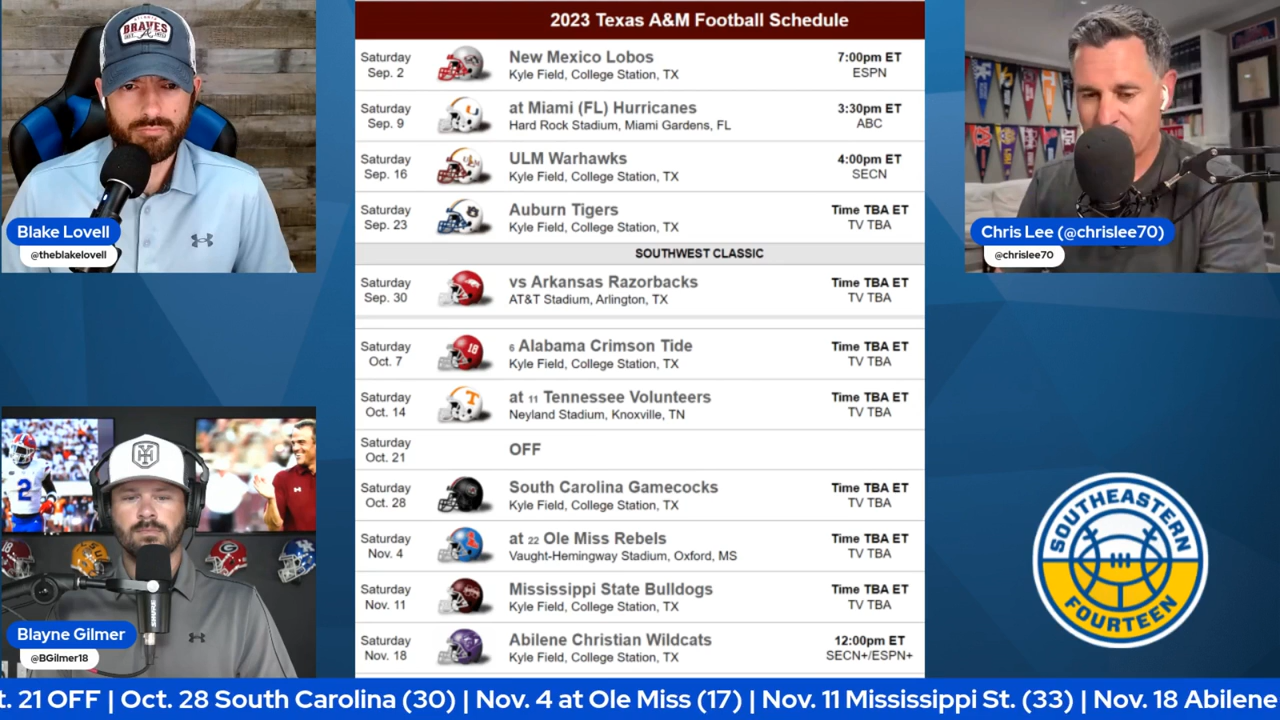 2023 Texas A&M Football Schedule
Saturday
Sep. 2
New Mexico Lobos
Kyle Field, College Station, TX
7:00pm ET
ESPN
Saturday
Sep. 9
at Miami (FL) Hurricanes
Hard Rock Stadium, Miami Gardens, FL
3:30pm ET
ABC
Saturday
Sep. 16
ULM Warhawks
Kyle Field, College Station, TX
4:00pm ET
SECN
Saturday
Sep. 23
Auburn Tigers
Kyle Field, College Station, TX
Time TBA ET
TV TBA
SOUTHWEST CLASSIC
Saturday
Sep. 30
vs Arkansas Razorbacks
AT&T Stadium, Arlington, TX
Time TBA ET
TV TBA
Saturday
Oct. 7
6 Alabama Crimson Tide
Kyle Field, College Station, TX
Time TBA ET
TV TBA
Saturday
Oct. 14
at 11 Tennessee Volunteers
Neyland Stadium, Knoxville, TN
Time TBA ET
TV TBA
Saturday
Oct. 21
OFF
Saturday
Oct. 28
South Carolina Gamecocks
Kyle Field, College Station, TX
Time TBA ET
TV TBA
Saturday
Nov. 4
at 22 Ole Miss Rebels
Vaught-Hemingway Stadium, Oxford, MS
Time TBA ET
TV TBA
Saturday
Nov. 11
Mississippi State Bulldogs
Kyle Field, College Station, TX
Time TBA ET
TV TBA
Saturday
Nov. 18
Abilene Christian Wildcats
Kyle Field, College Station, TX
12:00pm ET
SECN+/ESPN+
BRAVES
Blake Lovell
@theblakelovell
Chris Lee (@chrislee70)
@chrislee70
2
18
SHURE
Blayne Gilmer
@BGilmer18
SOUTHEASTERN
FOURTEEN
t. 21 OFF | Oct. 28 South Carolina (30) | Nov. 4 at Ole Miss (17) | Nov. 11 Mississippi St. (33) | Nov. 18 Abilene